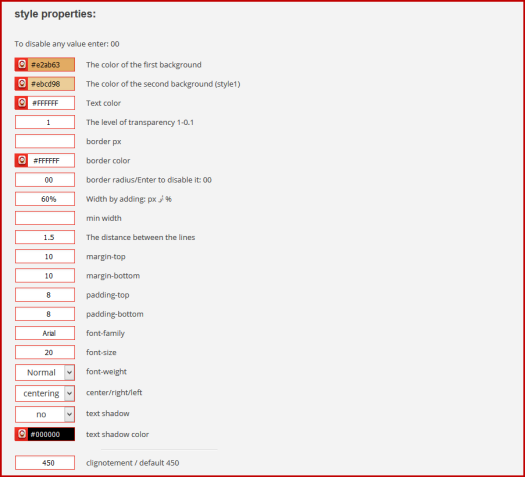 style properties:
To disable any value enter: 00
#e2ab63 The color of the first background
#ebcd98 The color of the second background (style1)
#FFFFFF Text color
1 The level of transparency 1-0.1
border px
#FFFFFF border color
00 border radius/Enter to disable it: 00
60% Width by adding: px أو %
min width
1.5 The distance between the lines
10 margin-top
10 margin-bottom
8 padding-top
8 padding-bottom
Arial font-family
20 font-size
Normal font-weight
centering center/right/left
no text shadow
#000000 text shadow color
450 clignotement / default 450